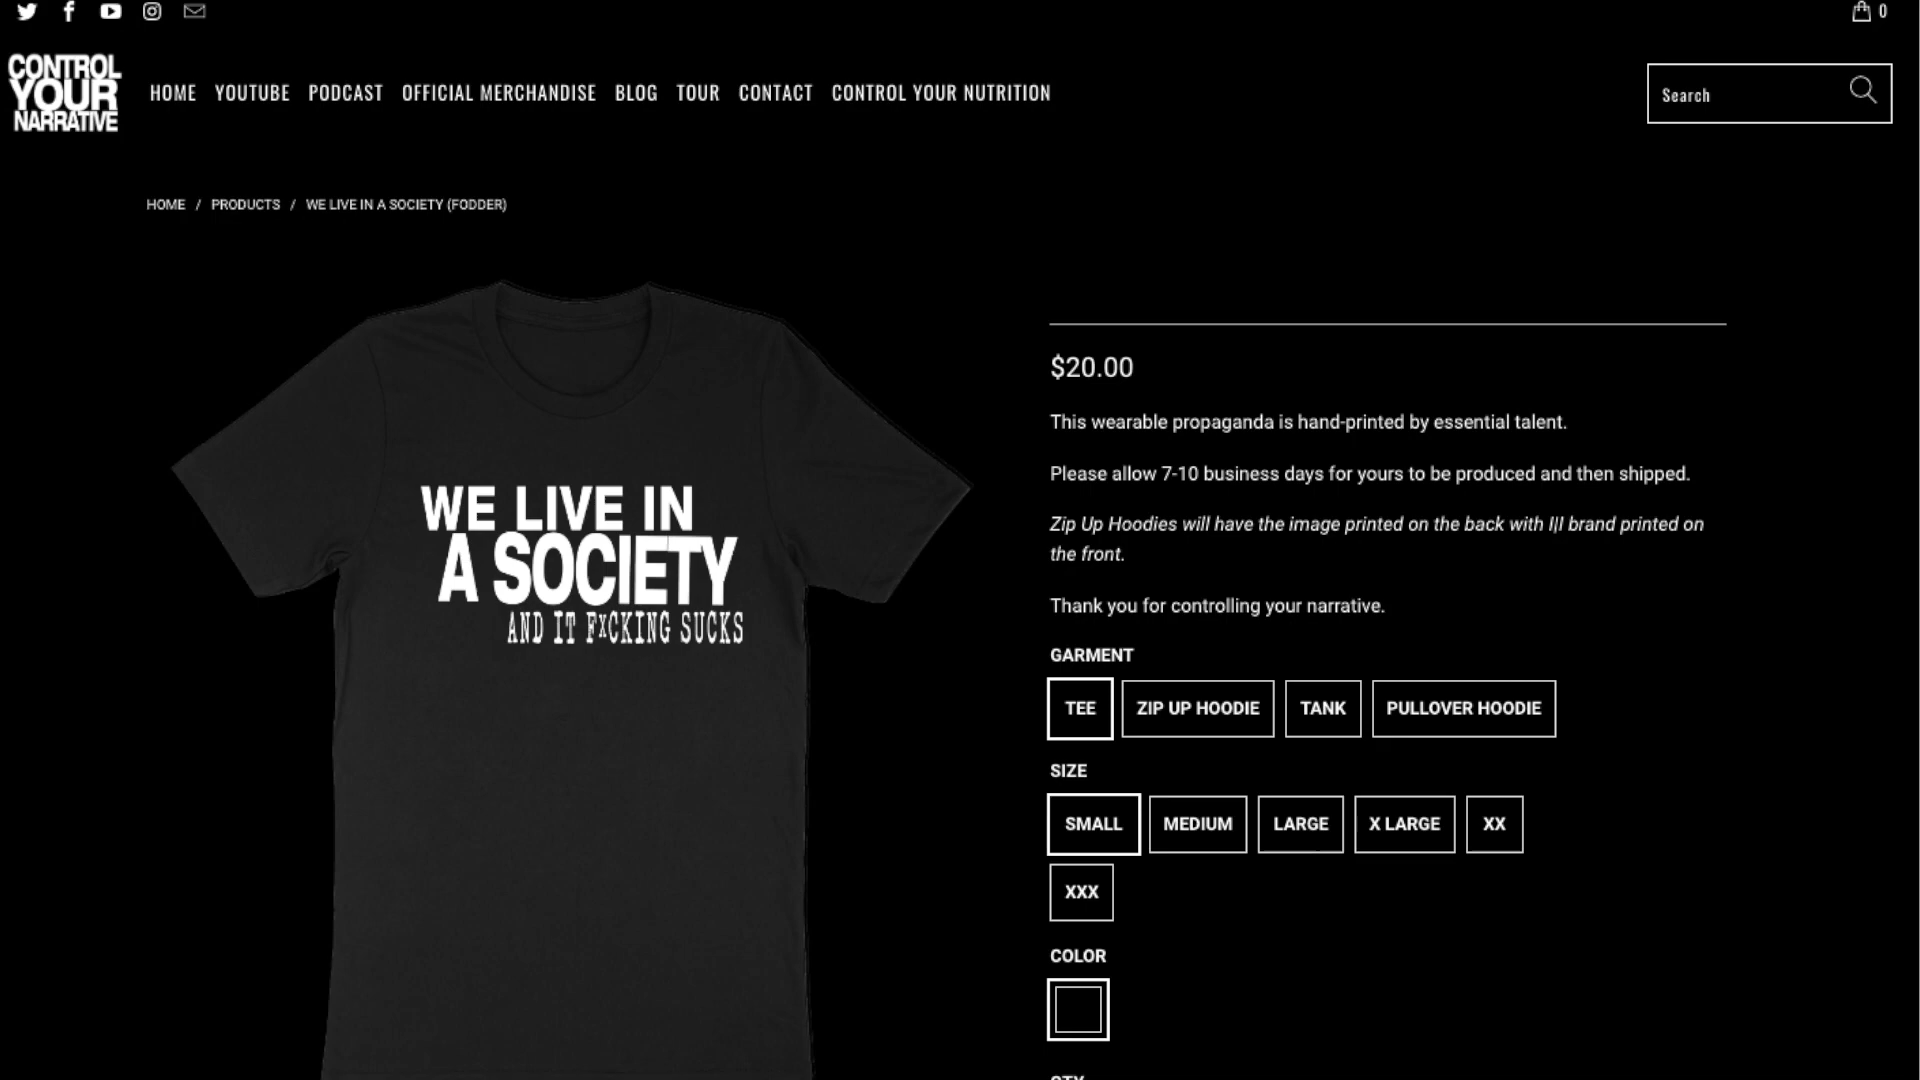 0
CONTROL
YOUR
NARRATIVE
HOME YOUTUBE PODCAST OFFICIAL MERCHANDISE BLOG TOUR CONTACT CONTROL YOUR NUTRITION
Search
HOME / PRODUCTS / WE LIVE IN A SOCIETY (FODDER)
WE LIVE IN
A SOCIETY
AND IT FXCKING SUCKS
$20.00
This wearable propaganda is hand-printed by essential talent.
Please allow 7-10 business days for yours to be produced and then shipped.
Zip Up Hoodies will have the image printed on the back with I|I brand printed on
the front.
Thank you for controlling your narrative.
GARMENT
TEE ZIP UP HOODIE TANK PULLOVER HOODIE
SIZE
SMALL MEDIUM LARGE X LARGE XX
XXX
COLOR